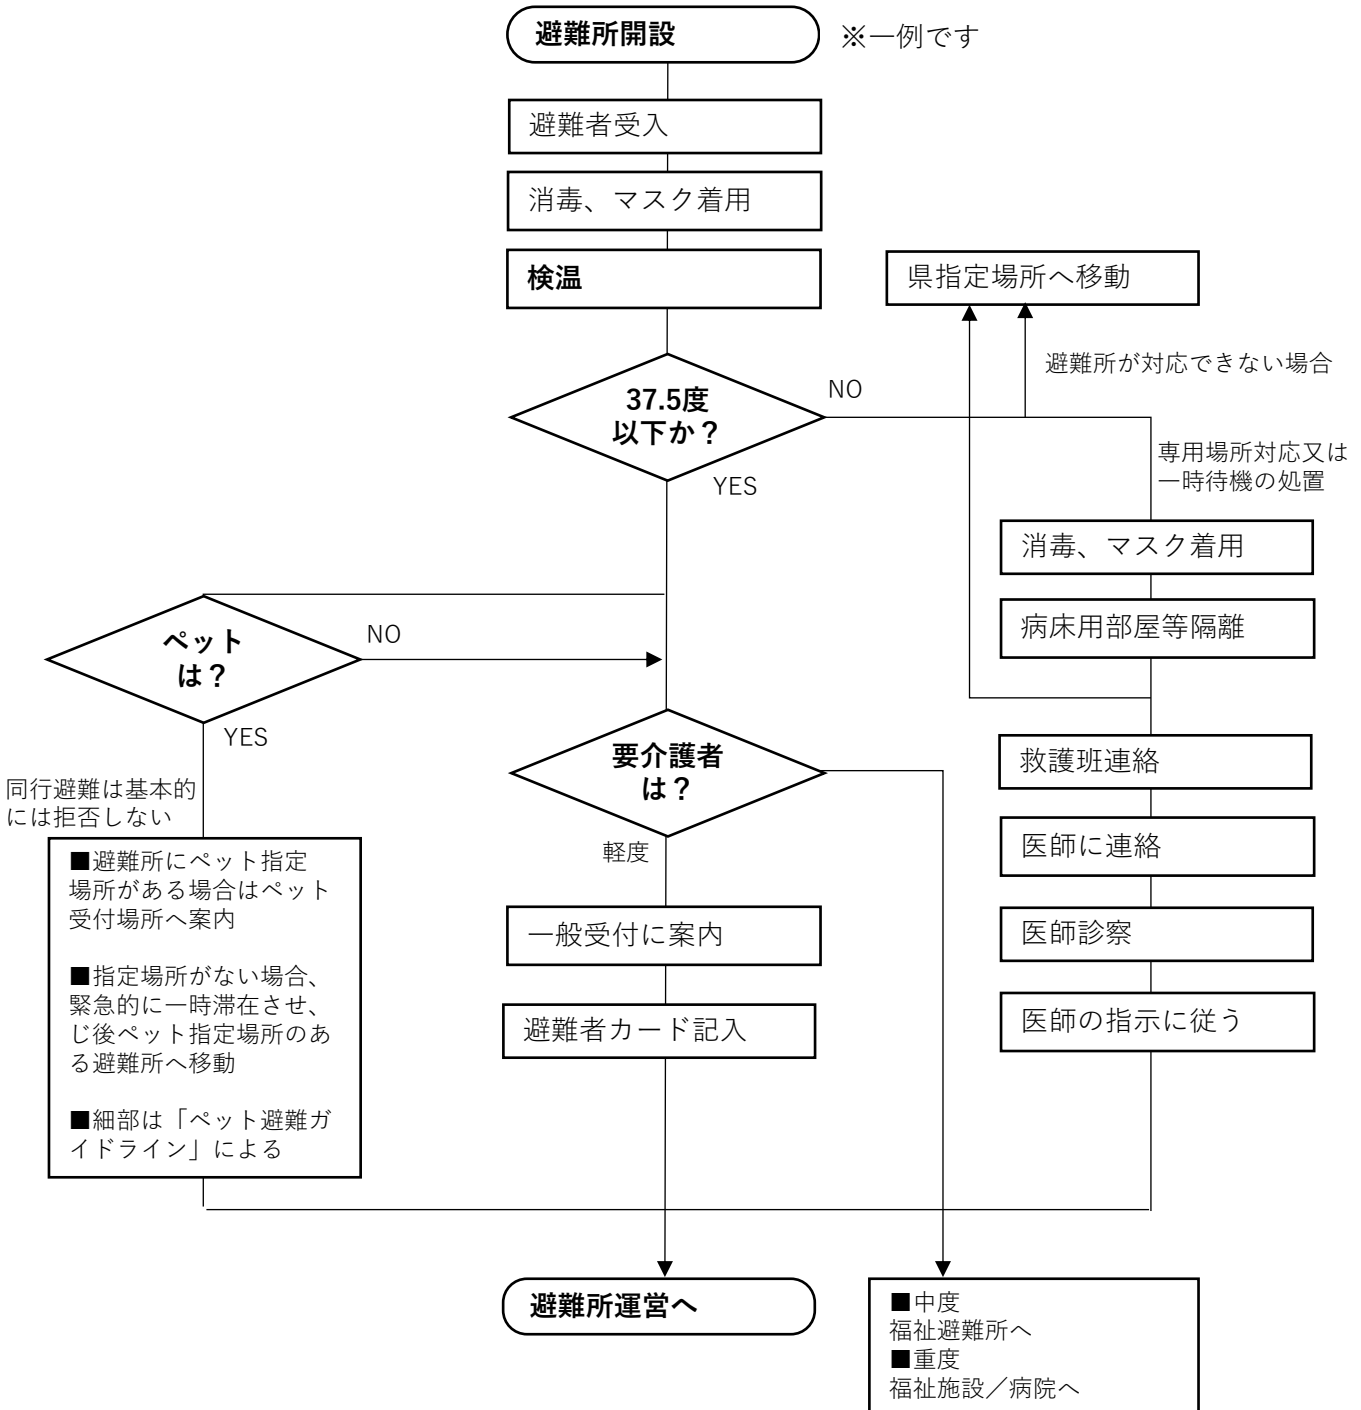 避難所開設
※一例です
避難者受入
消毒、マスク着用
検温
県指定場所へ移動
避難所が対応できない場合
37.5度
以下か？
NO
YES
専用場所対応又は
一時待機の処置
消毒、マスク着用
病床用部屋等隔離
ペット
は？
NO
YES
要介護者
は？
軽度
救護班連絡
医師に連絡
医師診察
医師の指示に従う
同行避難は基本的
には拒否しない
■避難所にペット指定
場所がある場合はペット
受付場所へ案内
■指定場所がない場合、
緊急的に一時滞在させ、
じ後ペット指定場所のあ
る避難所へ移動
■細部は「ペット避難ガ
イドライン」による
一般受付に案内
避難者カード記入
避難所運営へ
■中度
福祉避難所へ
■重度
福祉施設／病院へ